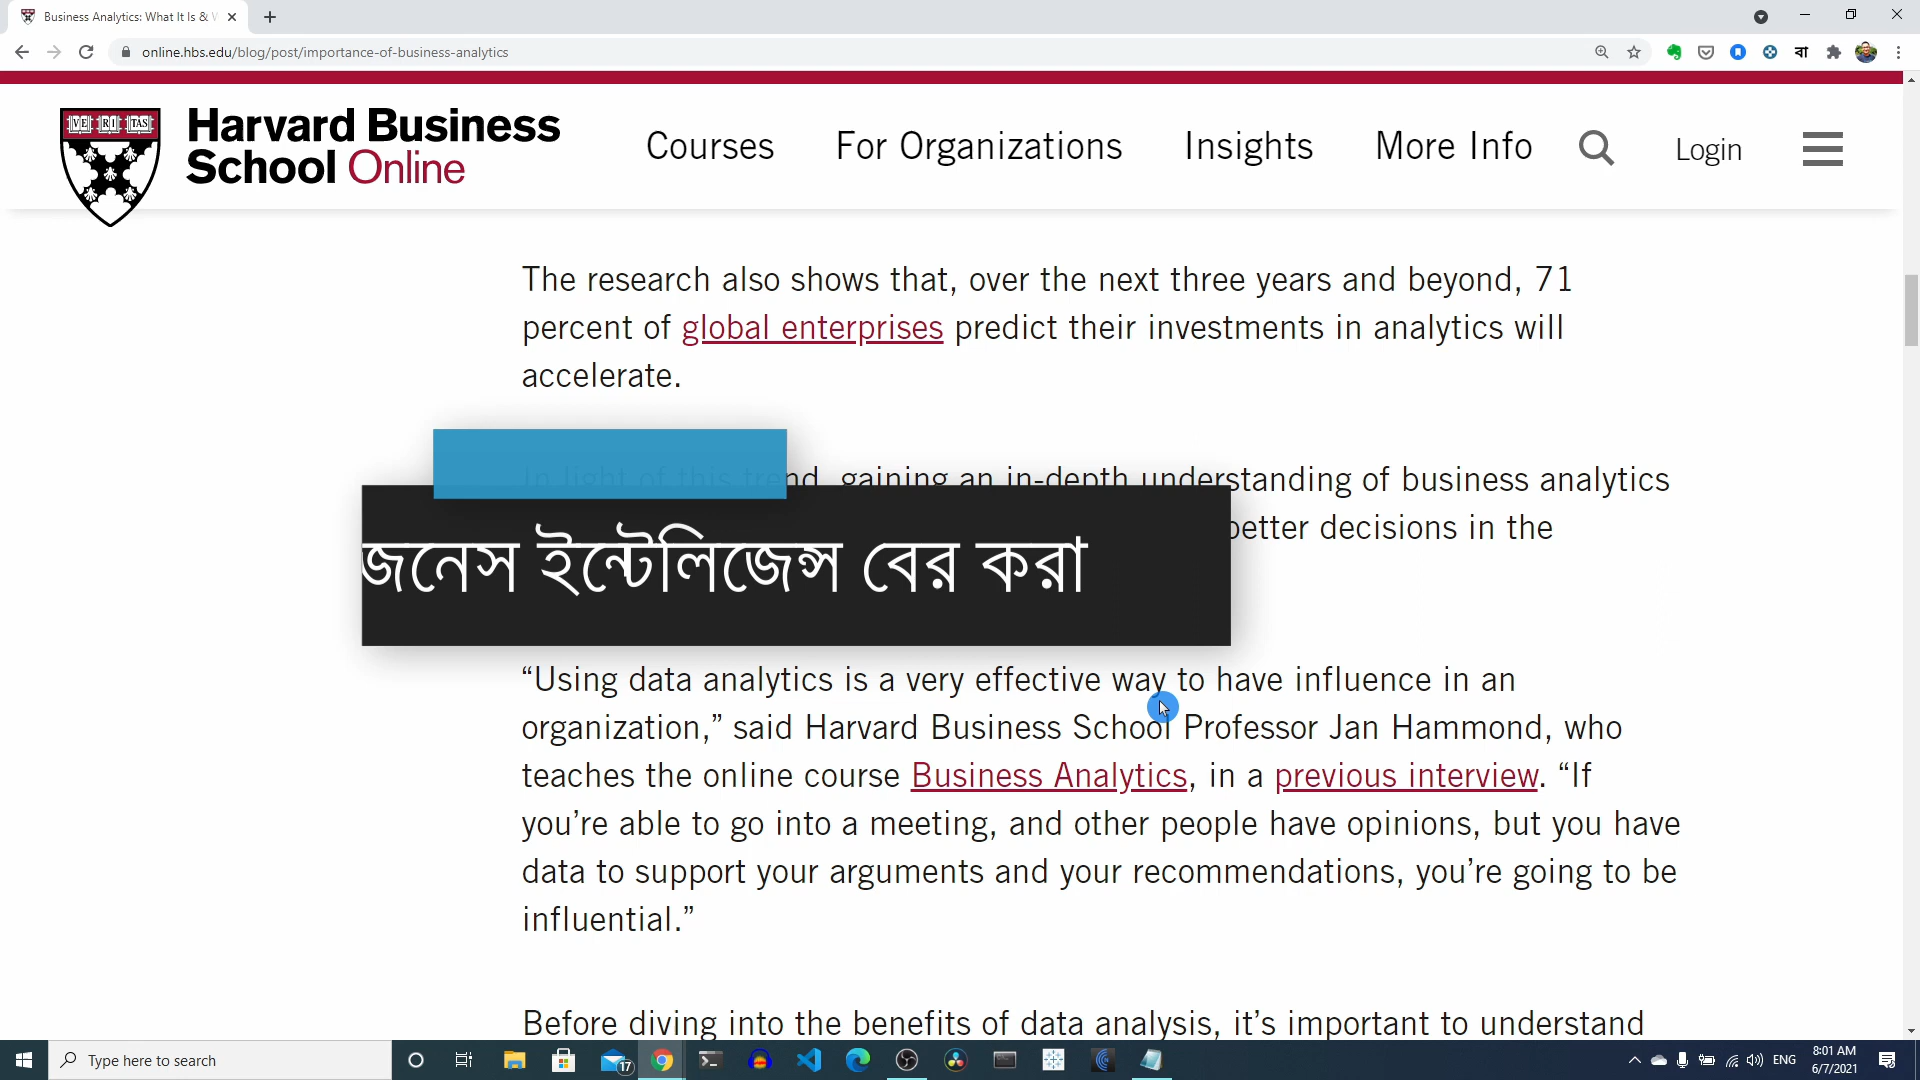 Business Analytics: What It Is &
online.hbs.edu/blog/post/importance-of-business-analytics
বা
VE RI TAS
Harvard Business
School Online
Courses
For Organizations
Insights
More Info
Login
The research also shows that, over the next three years and beyond, 71
percent of global enterprises predict their investments in analytics will
accelerate.
In light of this trend, gaining an in-depth understanding of business analytics
better decisions in the
জনেস ইন্টেলিজেন্স বের করা
“Using data analytics is a very effective way to have influence in an
organization,” said Harvard Business School Professor Jan Hammond, who
teaches the online course Business Analytics, in a previous interview. “If
you’re able to go into a meeting, and other people have opinions, but you have
data to support your arguments and your recommendations, you’re going to be
influential.”
Before diving into the benefits of data analysis, it’s important to understand
Type here to search
17
ENG
8:01 AM
6/7/2021